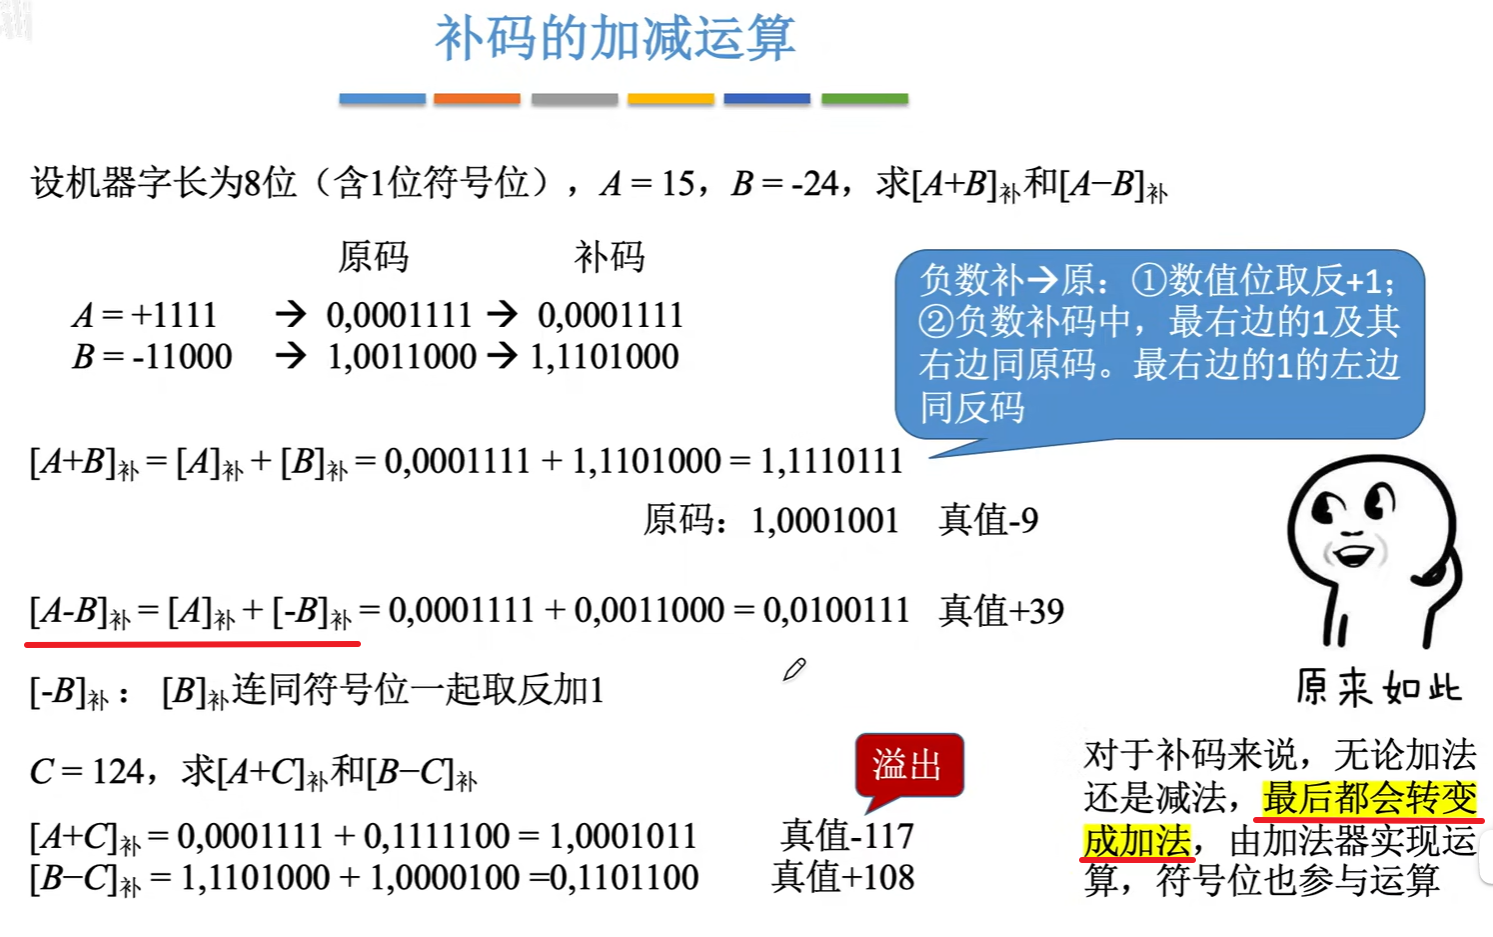 补码的加减运算
设机器字长为8位（含1位符号位），A = 15，B = -24，求[A+B]补和[A−B]补
原码 补码
A = +1111 → 0,0001111 → 0,0001111
B = -11000 → 1,0011000 → 1,1101000
负数补→原：①数值位取反+1；
②负数补码中，最右边的1及其
右边同原码。最右边的1的左边
同反码
[A+B]补 = [A]补 + [B]补 = 0,0001111 + 1,1101000 = 1,1110111
原码：1,0001001 真值-9
[A-B]补 = [A]补 + [-B]补 = 0,0001111 + 0,0011000 = 0,0100111 真值+39
[-B]补： [B]补连同符号位一起取反加1
原来如此
C = 124，求[A+C]补和[B−C]补
溢出
[A+C]补 = 0,0001111 + 0,1111100 = 1,0001011 真值-117
[B−C]补 = 1,1101000 + 1,0000100 =0,1101100 真值+108
对于补码来说，无论加法
还是减法，最后都会转变
成加法，由加法器实现运
算，符号位也参与运算